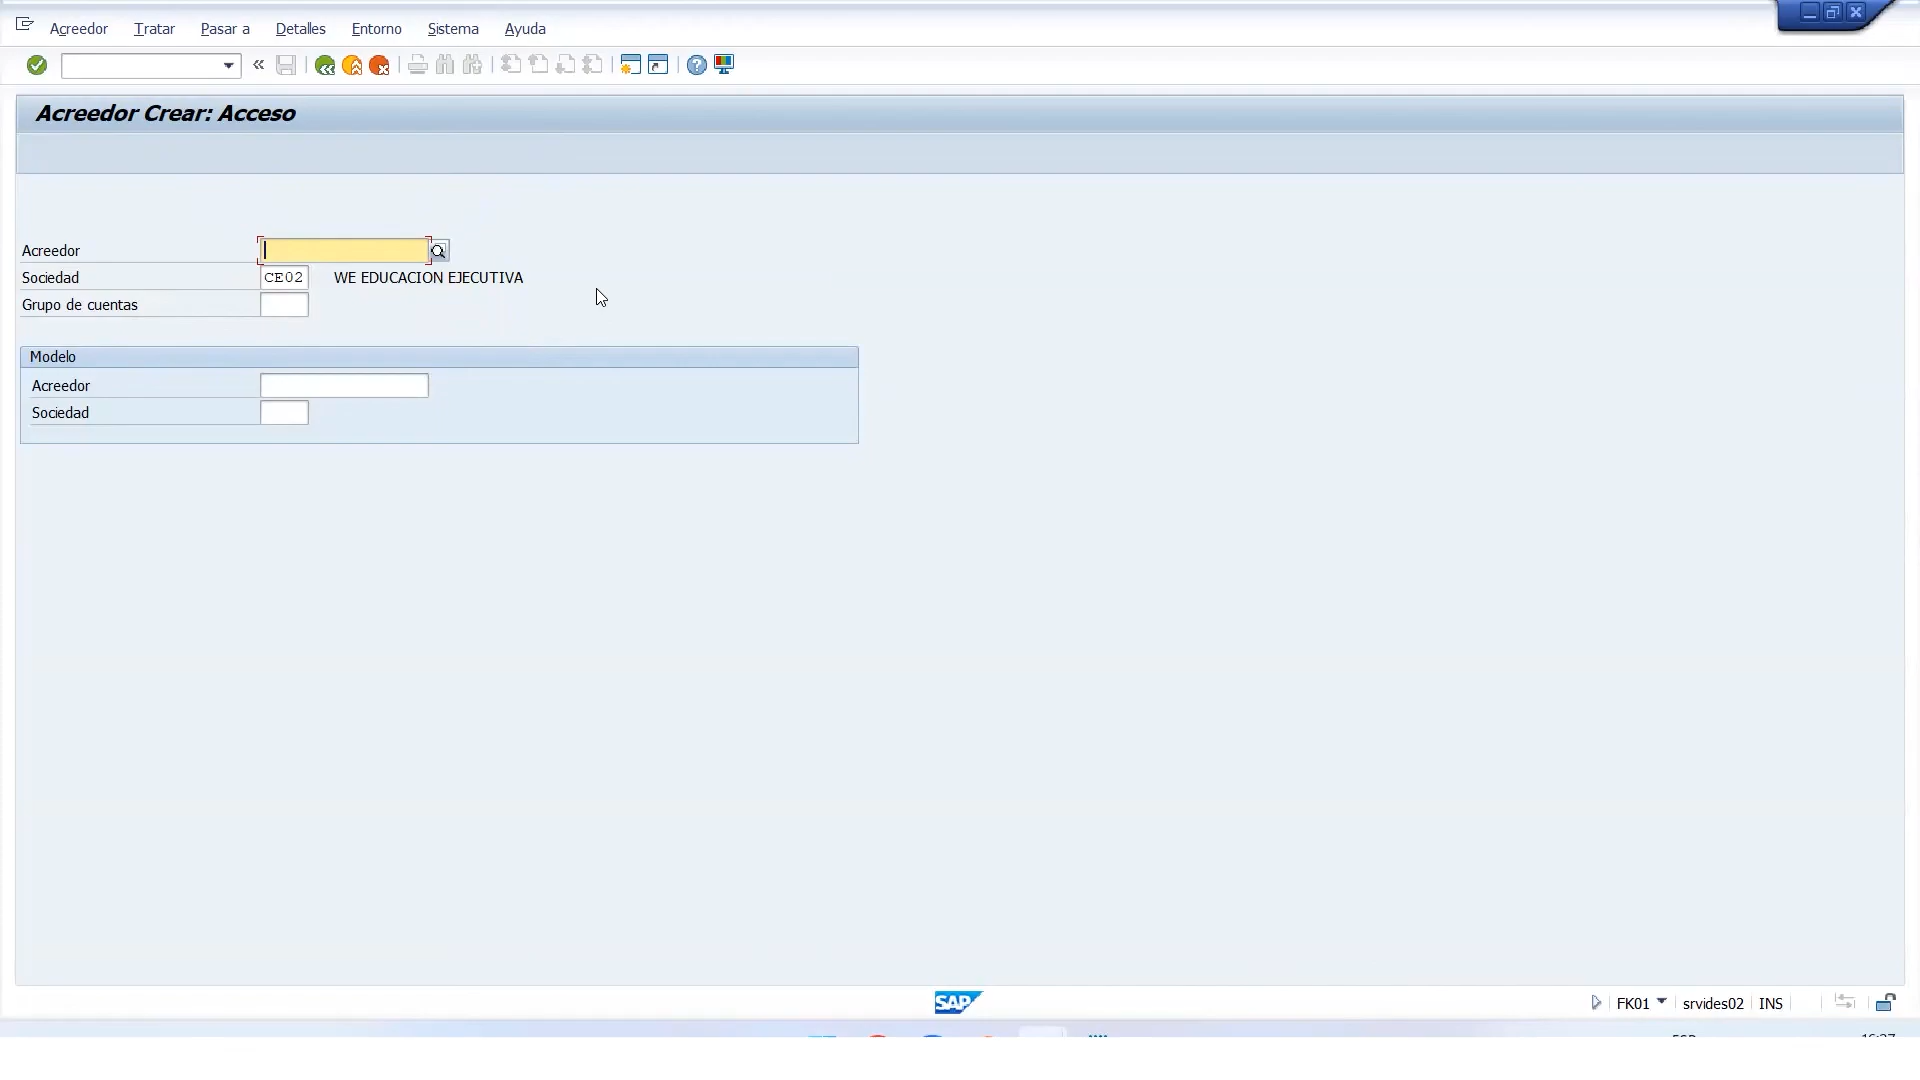 Acreedor Tratar Pasar a Detalles Entorno Sistema Ayuda
Acreedor Crear: Acceso
Acreedor
Sociedad CE02 WE EDUCACION EJECUTIVA
Grupo de cuentas
Modelo
Acreedor
Sociedad
SAP FK01 srvides02 INS